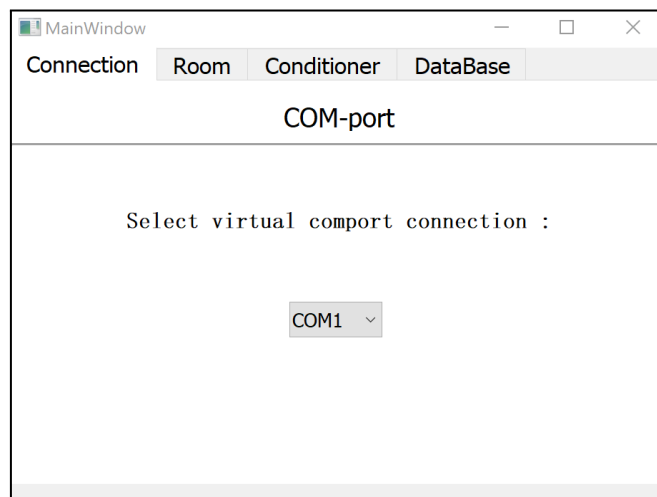 MainWindow
Connection Room Conditioner DataBase
COM-port
Select virtual comport connection :
COM1